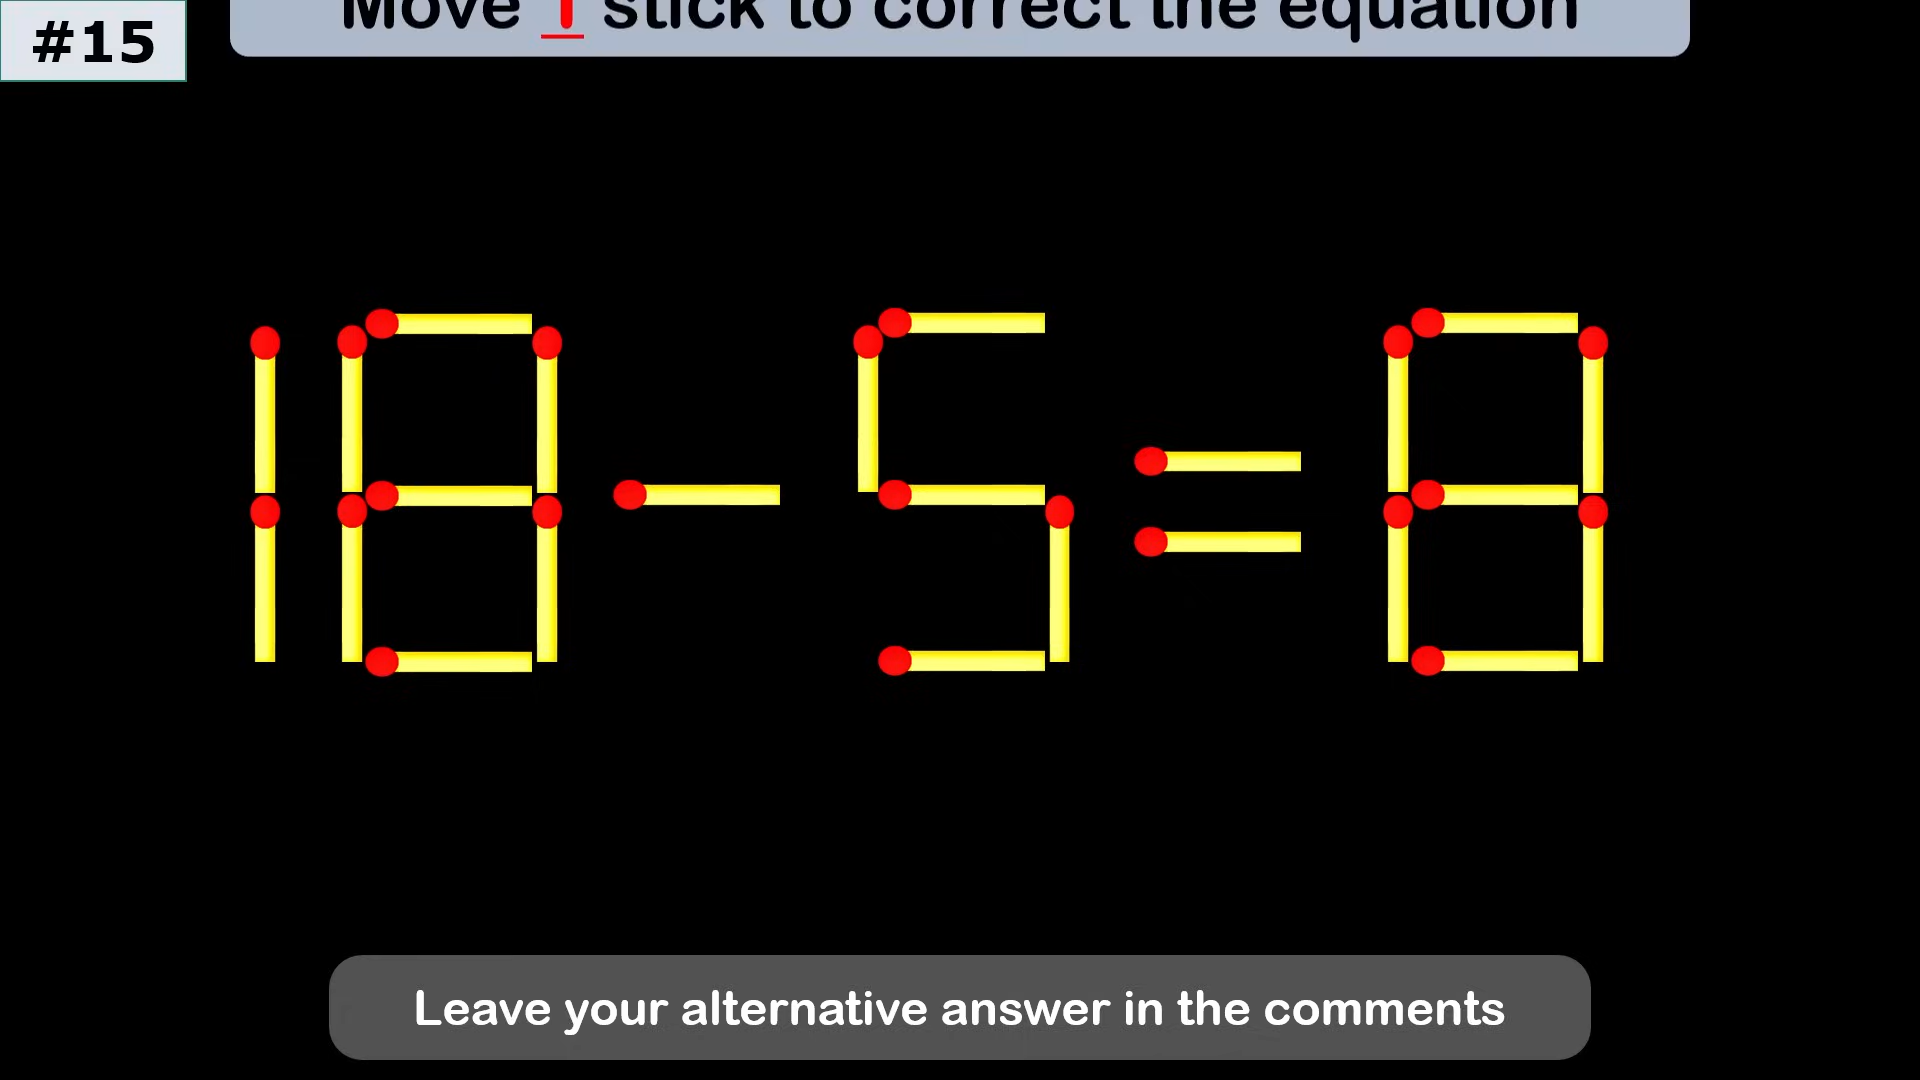 #15
Move 1 stick to correct the equation
18-5=8
Leave your alternative answer in the comments